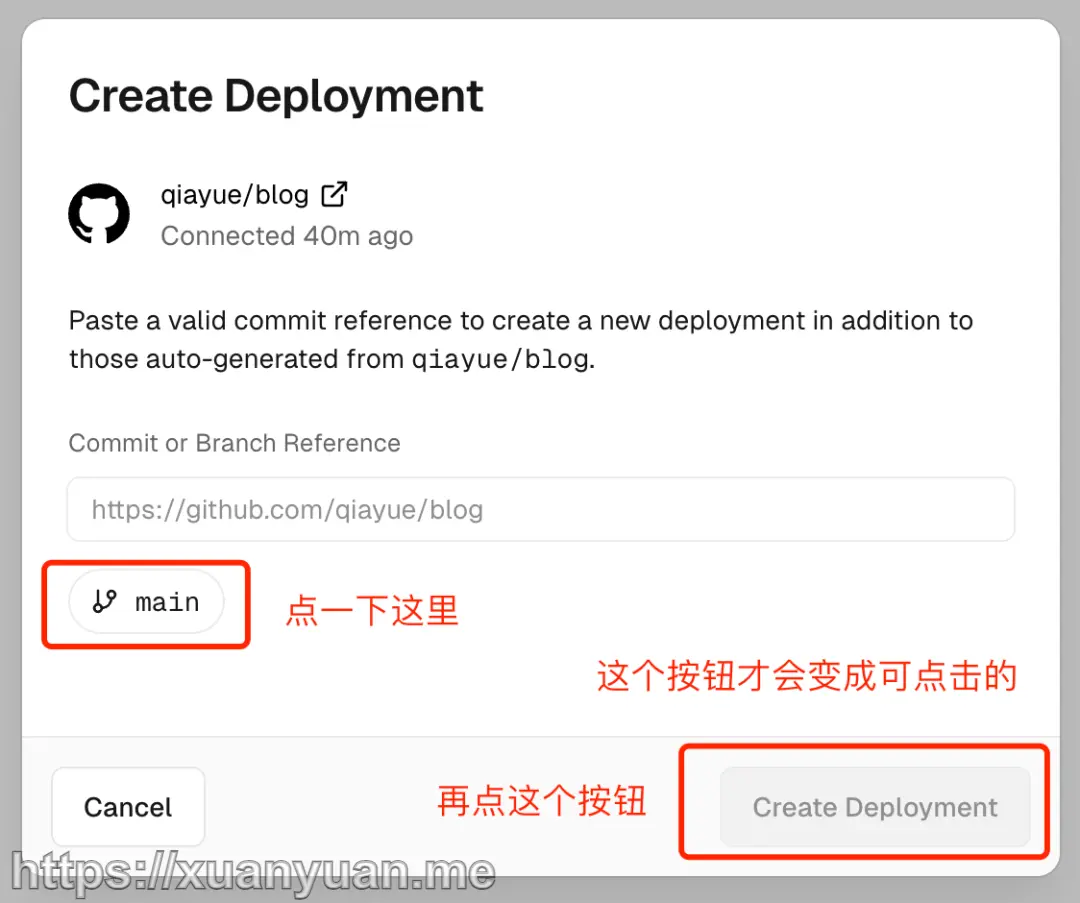 Create Deployment
qiayue/blog
Connected 40m ago
Paste a valid commit reference to create a new deployment in addition to
those auto-generated from qiayue/blog.
Commit or Branch Reference
https://github.com/qiayue/blog
main
点一下这里
这个按钮才会变成可点击的
Cancel
再点这个按钮
Create Deployment
https://xuanyuan.me